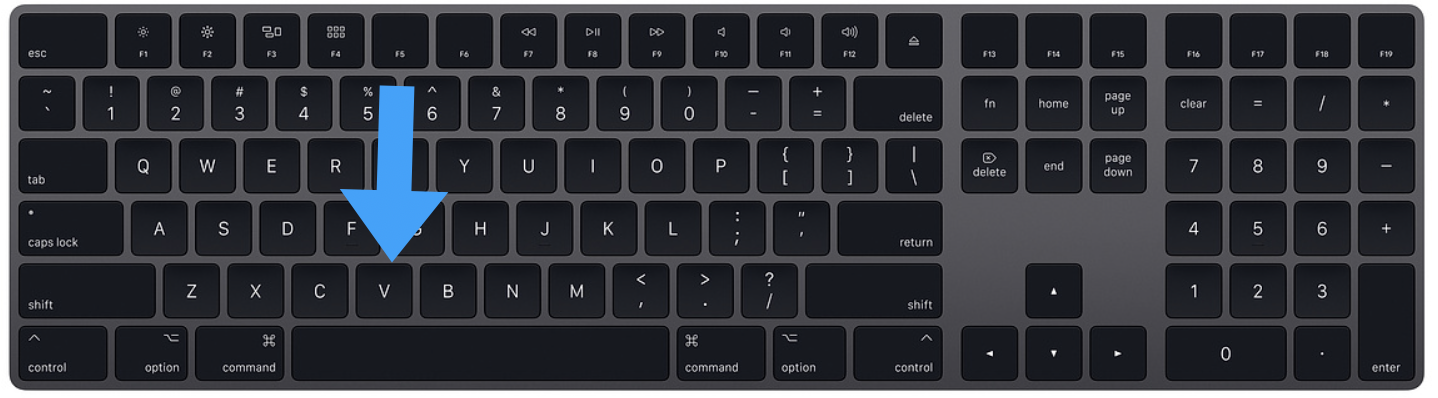 esc F1 F2 F3 F4 F5 F6 F7 F8 F9 F10 F11 F12 F13 F14 F15 F16 F17 F18 F19
~ ! @ # $ % ^ & * ( ) — +
` 1 2 3 4 5 6 7 8 9 0 - = delete fn home page up clear = / *
tab Q W E R Y U I O P { [ } ] | \ delete end page down 7 8 9 −
caps lock A S D F H J K L : ; " ' return 4 5 6 +
shift Z X C V B N M < , > . ? / shift 1 2 3
control option command command option control 0 . enter